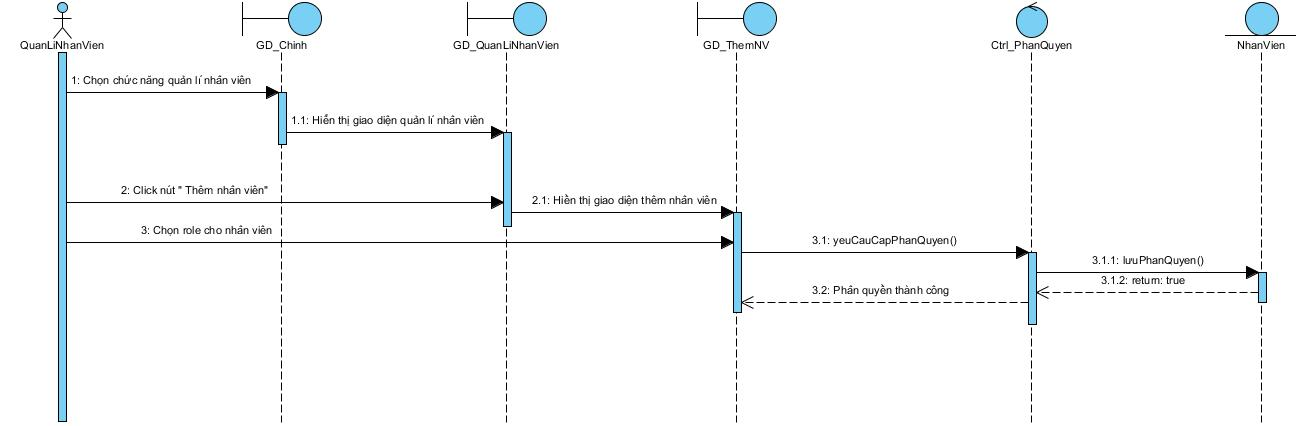 QuanLiNhanVien
GD_Chinh
GD_QuanLiNhanVien
GD_ThemNV
Ctrl_PhanQuyen
NhanVien
1: Chọn chức năng quản lí nhân viên
1.1: Hiển thị giao diện quản lí nhân viên
2: Click nút " Thêm nhân viên"
2.1: Hiển thị giao diện thêm nhân viên
3: Chọn role cho nhân viên
3.1: yeuCauCapPhanQuyen()
3.1.1: lưuPhanQuyen()
3.1.2: return: true
3.2: Phân quyền thành công